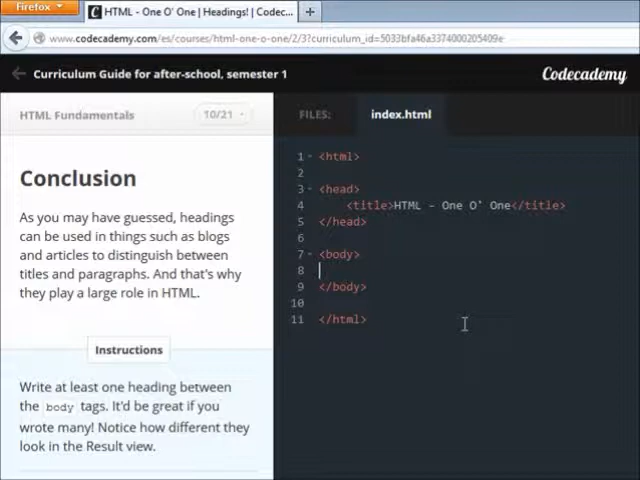 Firefox
HTML - One O' One | Headings! | Codec...
www.codecademy.com/es/courses/html-one-o-one/2/3?curriculum_id=5033bfa46a3374000205409e
Curriculum Guide for after-school, semester 1
Codecademy
HTML Fundamentals
10/21
FILES:
index.html
Conclusion
As you may have guessed, headings
can be used in things such as blogs
and articles to distinguish between
titles and paragraphs. And that's why
they play a large role in HTML.
Instructions
Write at least one heading between
the body tags. It'd be great if you
wrote many! Notice how different they
look in the Result view.
1 <html>
2
3 <head>
4 <title>HTML - One O' One</title>
5 </head>
6
7 <body>
8
9 </body>
10
11 </html>